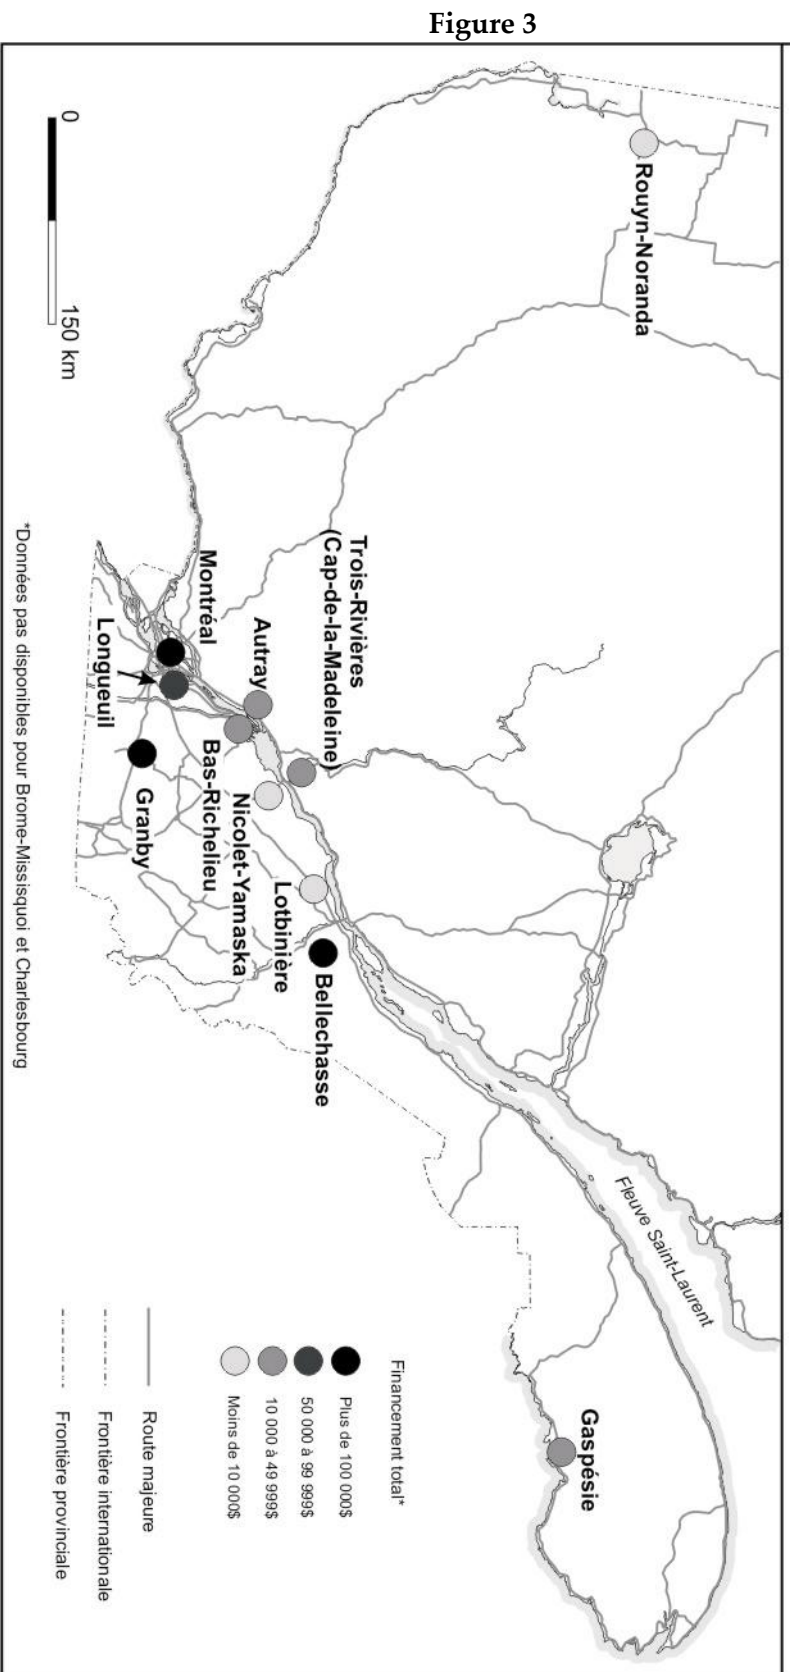 Figure 3
Rouyn-Noranda
0
150 km
Trois-Rivières
(Cap-de-la-Madeleine)
Autray
Montréal
Longueuil
Bas-Richelieu
Granby
Nicolet-Yamaska
Lotbinière
Bellechasse
Fleuve Saint-Laurent
Gaspésie
Financement total*
Plus de 100 000$
50 000 à 99 999$
10 000 à 49 999$
Moins de 10 000$
Route majeure
Frontière internationale
Frontière provinciale
*Données pas disponibles pour Brome-Missisquoi et Charlesbourg